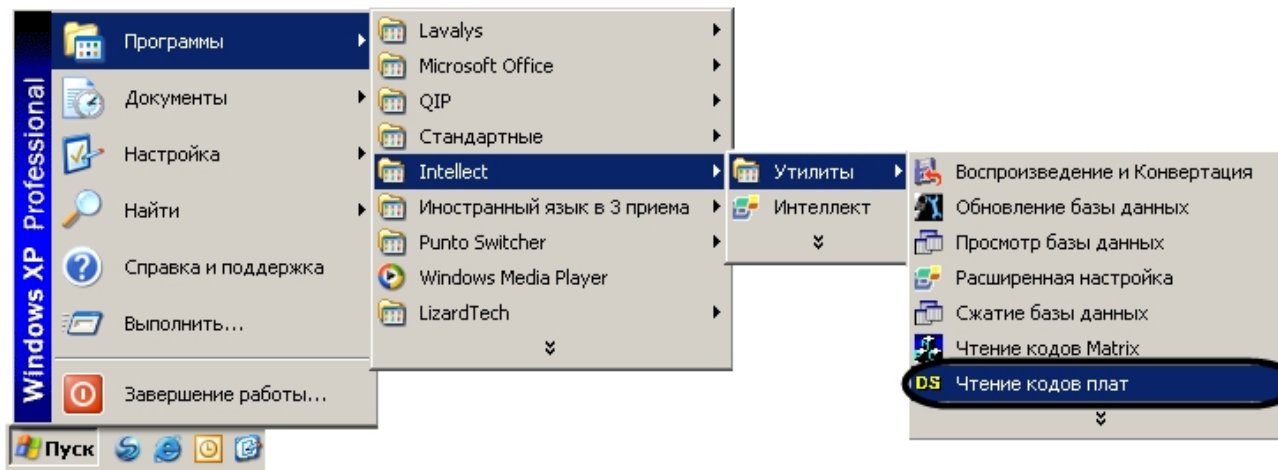 Windows XP Professional
Программы
Документы
Настройка
Найти
Справка и поддержка
Выполнить...
Завершение работы...
Пуск
Lavalys
Microsoft Office
QIP
Стандартные
Intellect
Иностранный язык в 3 приема
Punto Switcher
Windows Media Player
LizardTech
Утилиты
Интеллект
Воспроизведение и Конвертация
Обновление базы данных
Просмотр базы данных
Расширенная настройка
Сжатие базы данных
Чтение кодов Matrix
DS Чтение кодов плат